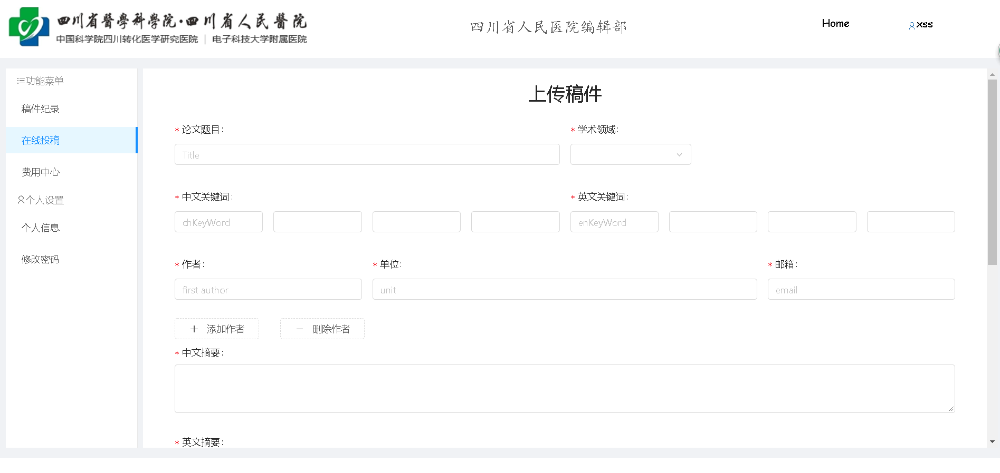 四川省醫學科学院·四川省人民醫院
中国科学院四川转化医学研究医院 | 电子科技大学附属医院
四川省人民医院编辑部
Home
xss
功能菜单
稿件纪录
在线投稿
费用中心
个人设置
个人信息
修改密码
上传稿件
* 论文题目:
* 学术领域:
Title
* 中文关键词:
* 英文关键词:
chKeyWord
enKeyWord
* 作者:
* 单位:
* 邮箱:
first author
unit
email
+ 添加作者
− 删除作者
* 中文摘要:
* 英文摘要: